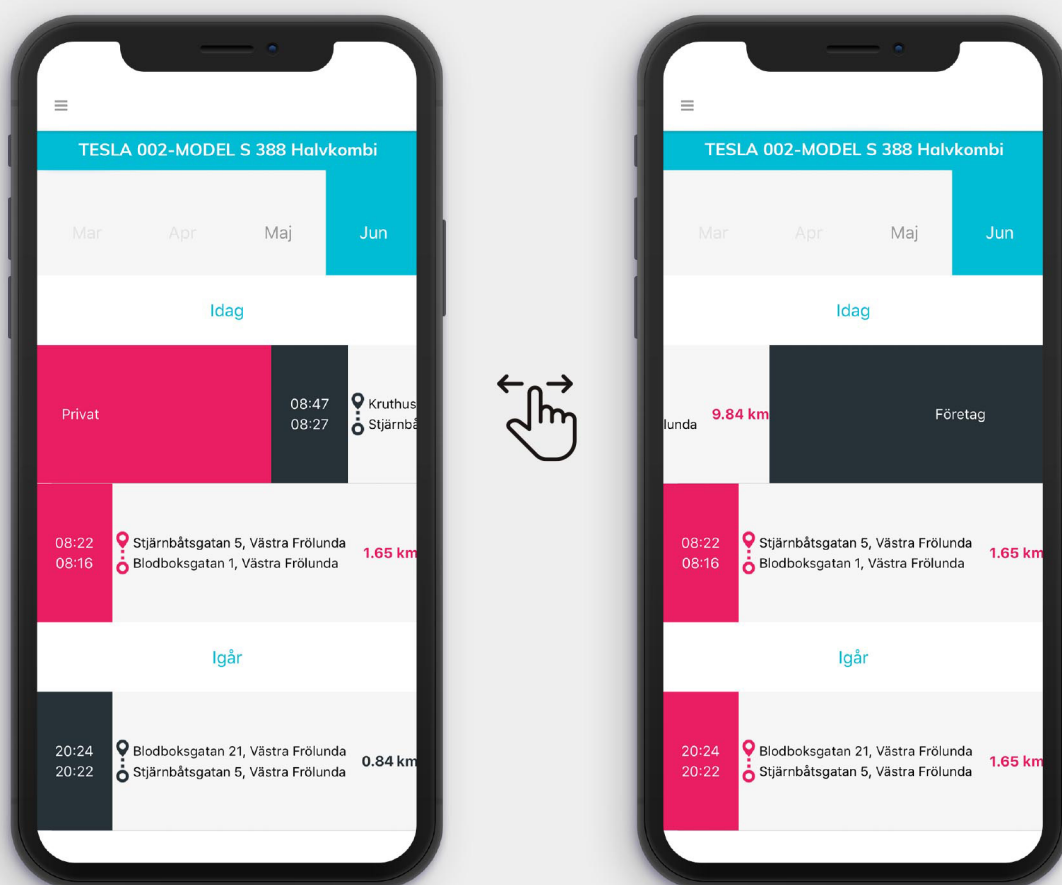 TESLA 002-MODEL S 388 Halvkombi
Mar Apr Maj Jun
Idag
Privat
08:47
08:27
Kruthus
Stjärnbå
08:22
08:16
Stjärnbåtsgatan 5, Västra Frölunda
Blodboksgatan 1, Västra Frölunda
1.65 km
Igår
20:24
20:22
Blodboksgatan 21, Västra Frölunda
Stjärnbåtsgatan 5, Västra Frölunda
0.84 km
TESLA 002-MODEL S 388 Halvkombi
Mar Apr Maj Jun
Idag
lunda
9.84 km
Företag
08:22
08:16
Stjärnbåtsgatan 5, Västra Frölunda
Blodboksgatan 1, Västra Frölunda
1.65 km
Igår
20:24
20:22
Blodboksgatan 21, Västra Frölunda
Stjärnbåtsgatan 5, Västra Frölunda
1.65 km